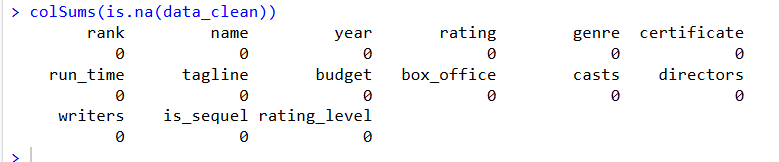 > colSums(is.na(data_clean))
rank name year rating genre certificate
0 0 0 0 0 0
run_time tagline budget box_office casts directors
0 0 0 0 0 0
writers is_sequel rating_level
0 0 0
>